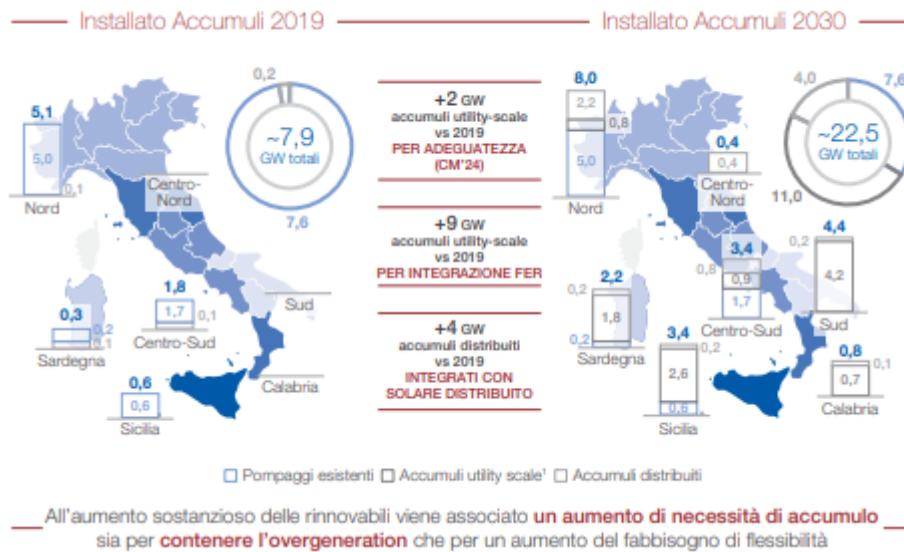 Installato Accumuli 2019
Installato Accumuli 2030
5,1
5,0
0,1
Nord
0,2
~7,9
GW totali
7,6
Centro-
Nord
0,3
0,2
0,1
Sardegna
1,8
1,7
0,1
Centro-Sud
Sud
0,6
0,6
Sicilia
Calabria
+2 GW
accumuli utility-scale
vs 2019
PER ADEGUATEZZA
(CM'24)
+9 GW
accumuli utility-scale
vs 2019
PER INTEGRAZIONE FER
+4 GW
accumuli distribuiti
vs 2019
INTEGRATI CON
SOLARE DISTRIBUITO
8,0
2,2
0,8
5,0
Nord
0,4
0,4
Centro-
Nord
4,0
7,6
~22,5
GW totali
11,0
2,2
0,2
1,8
0,2
Sardegna
3,4
0,8
0,9
1,7
Centro-Sud
4,4
0,2
4,2
Sud
3,4
0,2
2,6
0,6
Sicilia
0,8
0,1
0,7
Calabria
Pompaggi esistenti Accumuli utility scale¹ Accumuli distribuiti
All'aumento sostanzioso delle rinnovabili viene associato un aumento di necessità di accumulo
sia per contenere l'overgeneration che per un aumento del fabbisogno di flessibilità